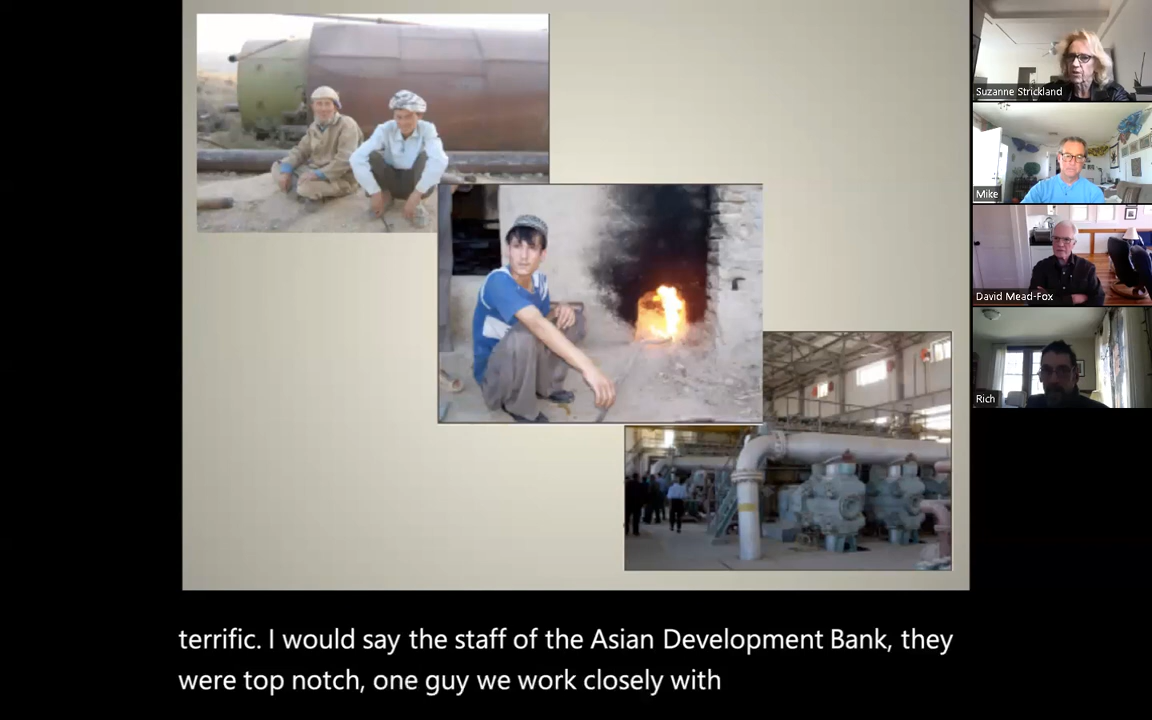 Suzanne Strickland
Mike
David Mead-Fox
Rich
terrific. I would say the staff of the Asian Development Bank, they
were top notch, one guy we work closely with